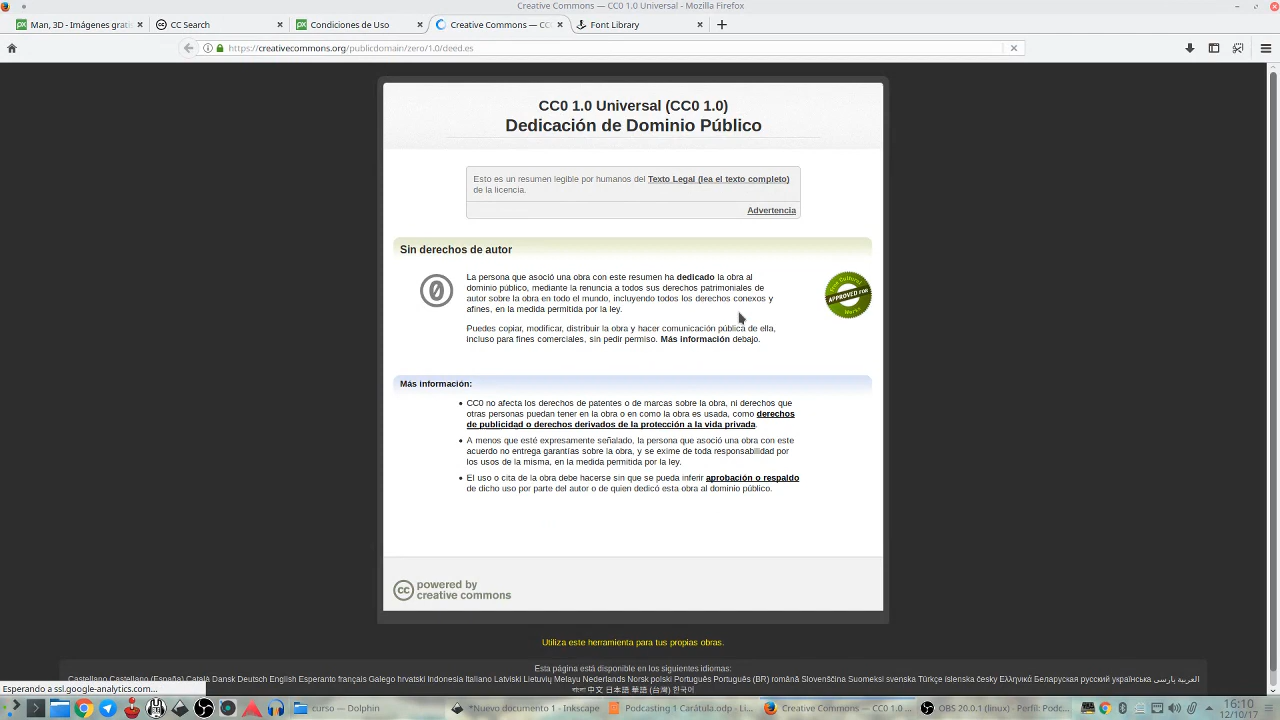 Creative Commons — CC0 1.0 Universal - Mozilla Firefox
Man, 3D - Imágenes grati
CC Search
Condiciones de Uso
Creative Commons — CC
Font Library
https://creativecommons.org/publicdomain/zero/1.0/deed.es
CC0 1.0 Universal (CC0 1.0)
Dedicación de Dominio Público
Esto es un resumen legible por humanos del Texto Legal (lea el texto completo)
de la licencia.
Advertencia
Sin derechos de autor
La persona que asoció una obra con este resumen ha dedicado la obra al
dominio público, mediante la renuncia a todos sus derechos patrimoniales de
autor sobre la obra en todo el mundo, incluyendo todos los derechos conexos y
afines, en la medida permitida por la ley.
APPROVED FOR
Puedes copiar, modificar, distribuir la obra y hacer comunicación pública de ella,
incluso para fines comerciales, sin pedir permiso. Más información debajo.
Más información:
• CC0 no afecta los derechos de patentes o de marcas sobre la obra, ni derechos que
otras personas puedan tener en la obra o en como la obra es usada, como derechos
de publicidad o derechos derivados de la protección a la vida privada.
• A menos que esté expresamente señalado, la persona que asoció una obra con este
acuerdo no entrega garantías sobre la obra, y se exime de toda responsabilidad por
los usos de la misma, en la medida permitida por la ley.
• El uso o cita de la obra debe hacerse sin que se pueda inferir aprobación o respaldo
de dicho uso por parte del autor o de quien dedicó esta obra al dominio público.
cc powered by
creative commons
Utiliza este herramienta para tus propias obras.
Esta página está disponible en los siguientes idiomas:
Castellano Castellano (España) Català Dansk Deutsch English Esperanto français Galego hrvatski Indonesia Italiano Latviski Lietuvių Melayu Nederlands Norsk polski Português Português (BR) română Slovenščina Suomeksi svenska Türkçe íslenska česky Ελληνικά Беларуская русский українська العربية پارسی
বাংলা 中文 日本語 華語 (台灣) 한국어
Esperando a ssl.google-analytics.com...
curso — Dolphin
*Nuevo documento 1 - Inkscape
Podcasting 1 Carátula.odp - Li...
Creative Commons — CC0 1.0 ...
OBS 20.0.1 (linux) - Perfil: Podc...
16:10
12/10/17